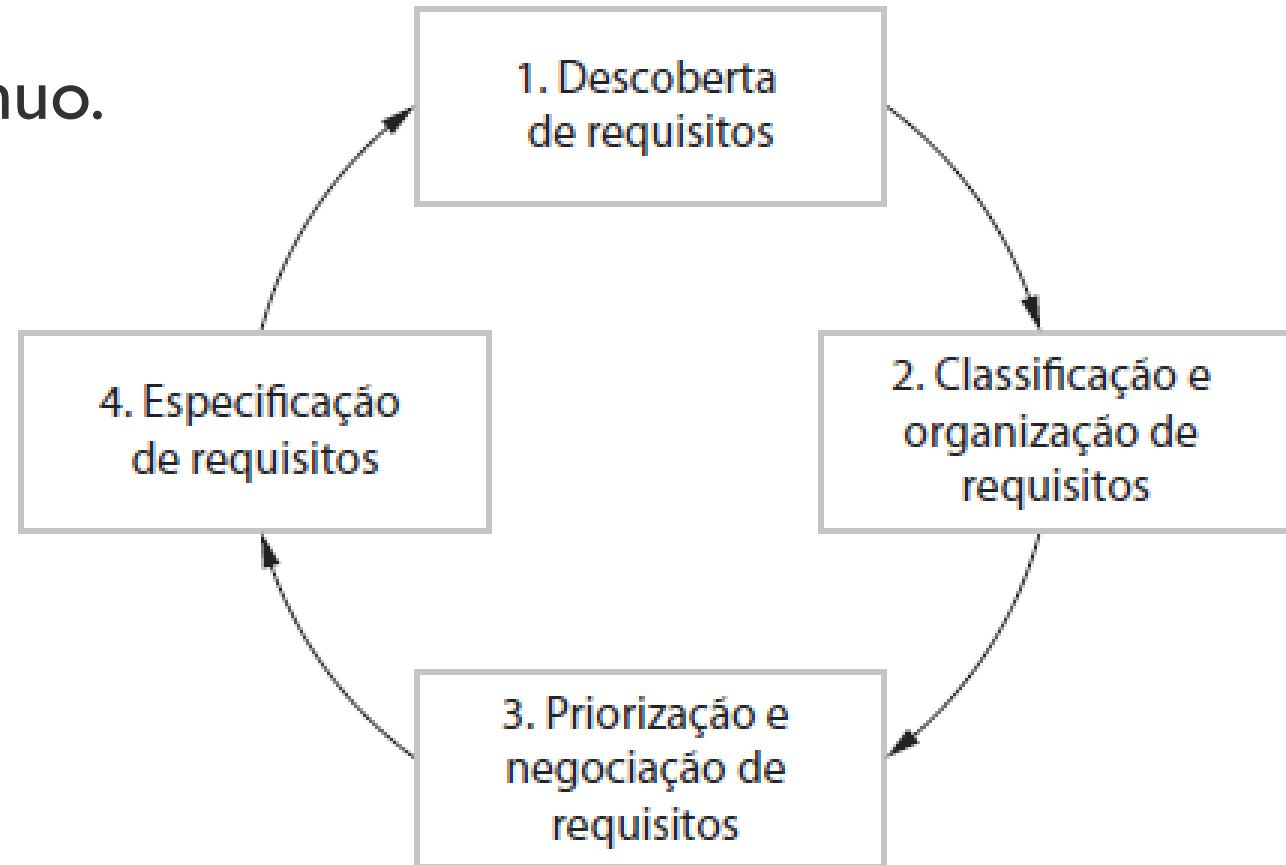 nuo.
1. Descoberta
de requisitos
2. Classificação e
organização de
requisitos
3. Priorização e
negociação de
requisitos
4. Especificação
de requisitos